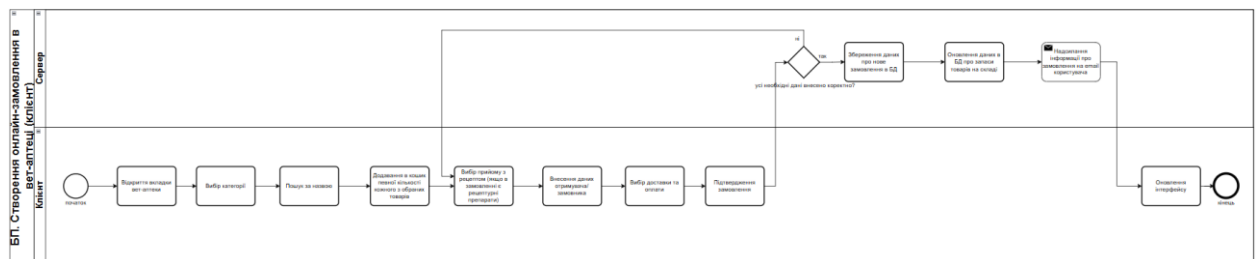 БП. Створення онлайн-замовлення в
вет-аптеці (клієнт)
Сервер
ні
так
усі необхідні дані внесено коректно?
Збереження даних
про нове
замовлення в БД
Оновлення даних в
БД про запаси
товарів на складі
Надсилання
інформації про
замовлення на email
користувача
Клієнт
початок
Відкриття вкладки
вет-аптеки
Вибір категорії
Пошук за назвою
Додавання в кошик
певної кількості
кожного з обраних
товарів
Вибір прийому з
рецептом (якщо в
замовленні є
рецептурні
препарати)
Внесення даних
отримувача/
замовника
Вибір доставки та
оплати
Підтвердження
замовлення
Оновлення
інтерфейсу
кінець